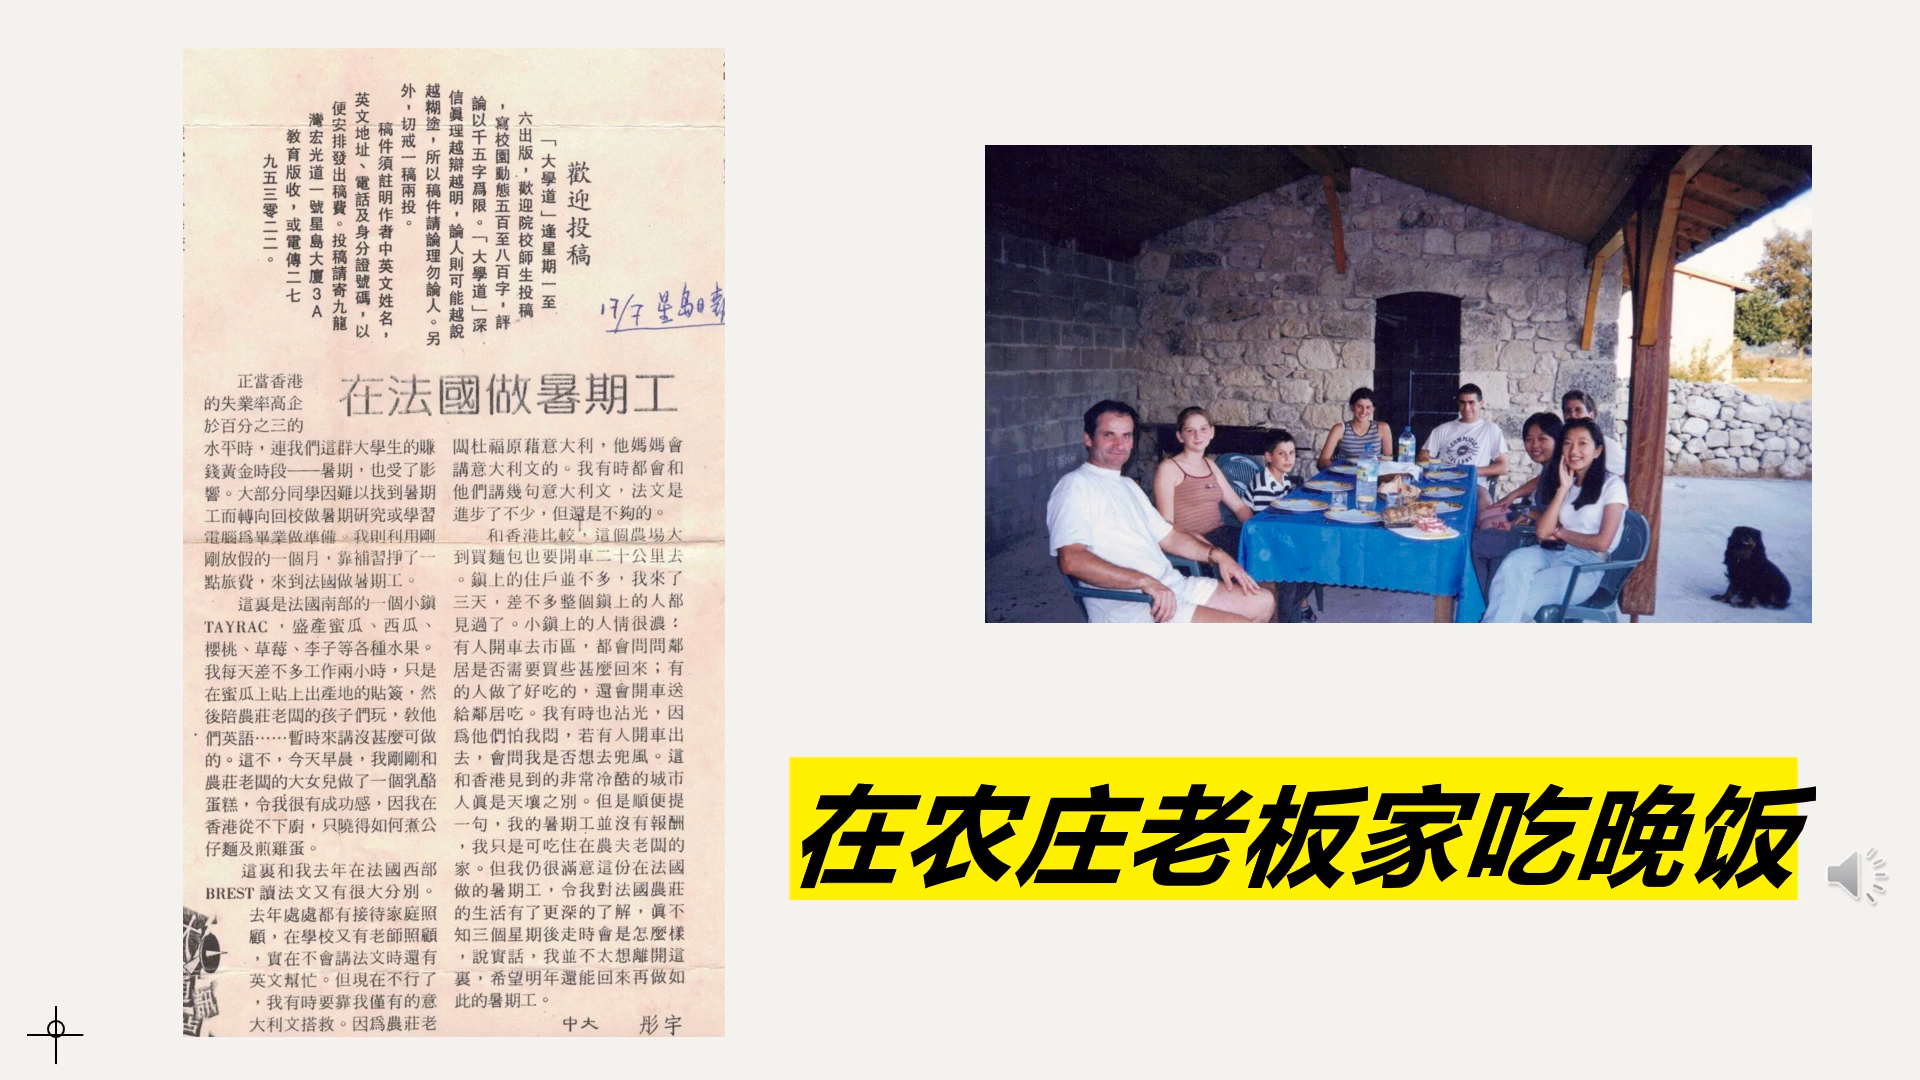 歡迎投稿
「大學道」逢星期一至
六出版，歡迎院校師生投稿
，寫校園動態五百至八百字，評
論以千五字爲限。「大學道」深
信眞理越辯越明，論人則可能越說
越糊塗，所以稿件請論理勿論人。另
外，切戒一稿兩投。
稿件須註明作者中英文姓名，
英文地址、電話及身分證號碼，以
便安排發出稿費。投稿請寄九龍
灣宏光道一號星島大廈3A
教育版收，或電傳二七
九五三零二二。
星島日報
在法國做暑期工
正當香港
的失業率高企
於百分之三的
水平時，連我們這群大學生的賺
錢黃金時段——暑期，也受了影
響。大部分同學因難以找到暑期
工而轉向回校做暑期研究或學習
電腦爲畢業做準備。我則利用剛
剛放假的一個月，靠補習掙了一
點旅費，來到法國做暑期工。
這裏是法國南部的一個小鎭
TAYRAC，盛產蜜瓜、西瓜、
櫻桃、草莓、李子等各種水果。
我每天差不多工作兩小時，只是
在蜜瓜上貼上出產地的貼簽，然
後陪農莊老闆的孩子們玩，敎他
們英語……暫時來講沒甚麼可做
的。這不，今天早晨，我剛剛和
農莊老闆的大女兒做了一個乳酪
蛋糕，令我很有成功感，因我在
香港從不下廚，只曉得如何煮公
仔麵及煎雞蛋。
這裏和我去年在法國西部
BREST讀法文又有很大分別。
去年處處都有接待家庭照
顧，在學校又有老師照顧
，實在不會講法文時還有
英文幫忙。但現在不行了
，我有時要靠我僅有的意
大利文搭救。因爲農莊老
闆杜福原藉意大利，他媽媽會
講意大利文的。我有時都會和
他們講幾句意大利文，法文是
進步了不少，但還是不夠的。
和香港比較，這個農場大
到買麵包也要開車二十公里去
。鎭上的住戶並不多，我來了
三天，差不多整個鎭上的人都
見過了。小鎭上的人情很濃：
有人開車去市區，都會問問鄰
居是否需要買些甚麼回來；有
的人做了好吃的，還會開車送
給鄰居吃。我有時也沾光，因
爲他們怕我悶，若有人開車出
去，會問我是否想去兜風。這
和香港見到的非常冷酷的城市
人眞是天壤之別。但是順便提
一句，我的暑期工並沒有報酬
，我只是可吃住在農夫老闆的
家。但我仍很滿意這份在法國
做的暑期工，令我對法國農莊
的生活有了更深的了解，眞不
知三個星期後走時會是怎麼樣
，說實話，我並不太想離開這
裏，希望明年還能回來再做如
此的暑期工。
中大 彤宇
在农庄老板家吃晚饭